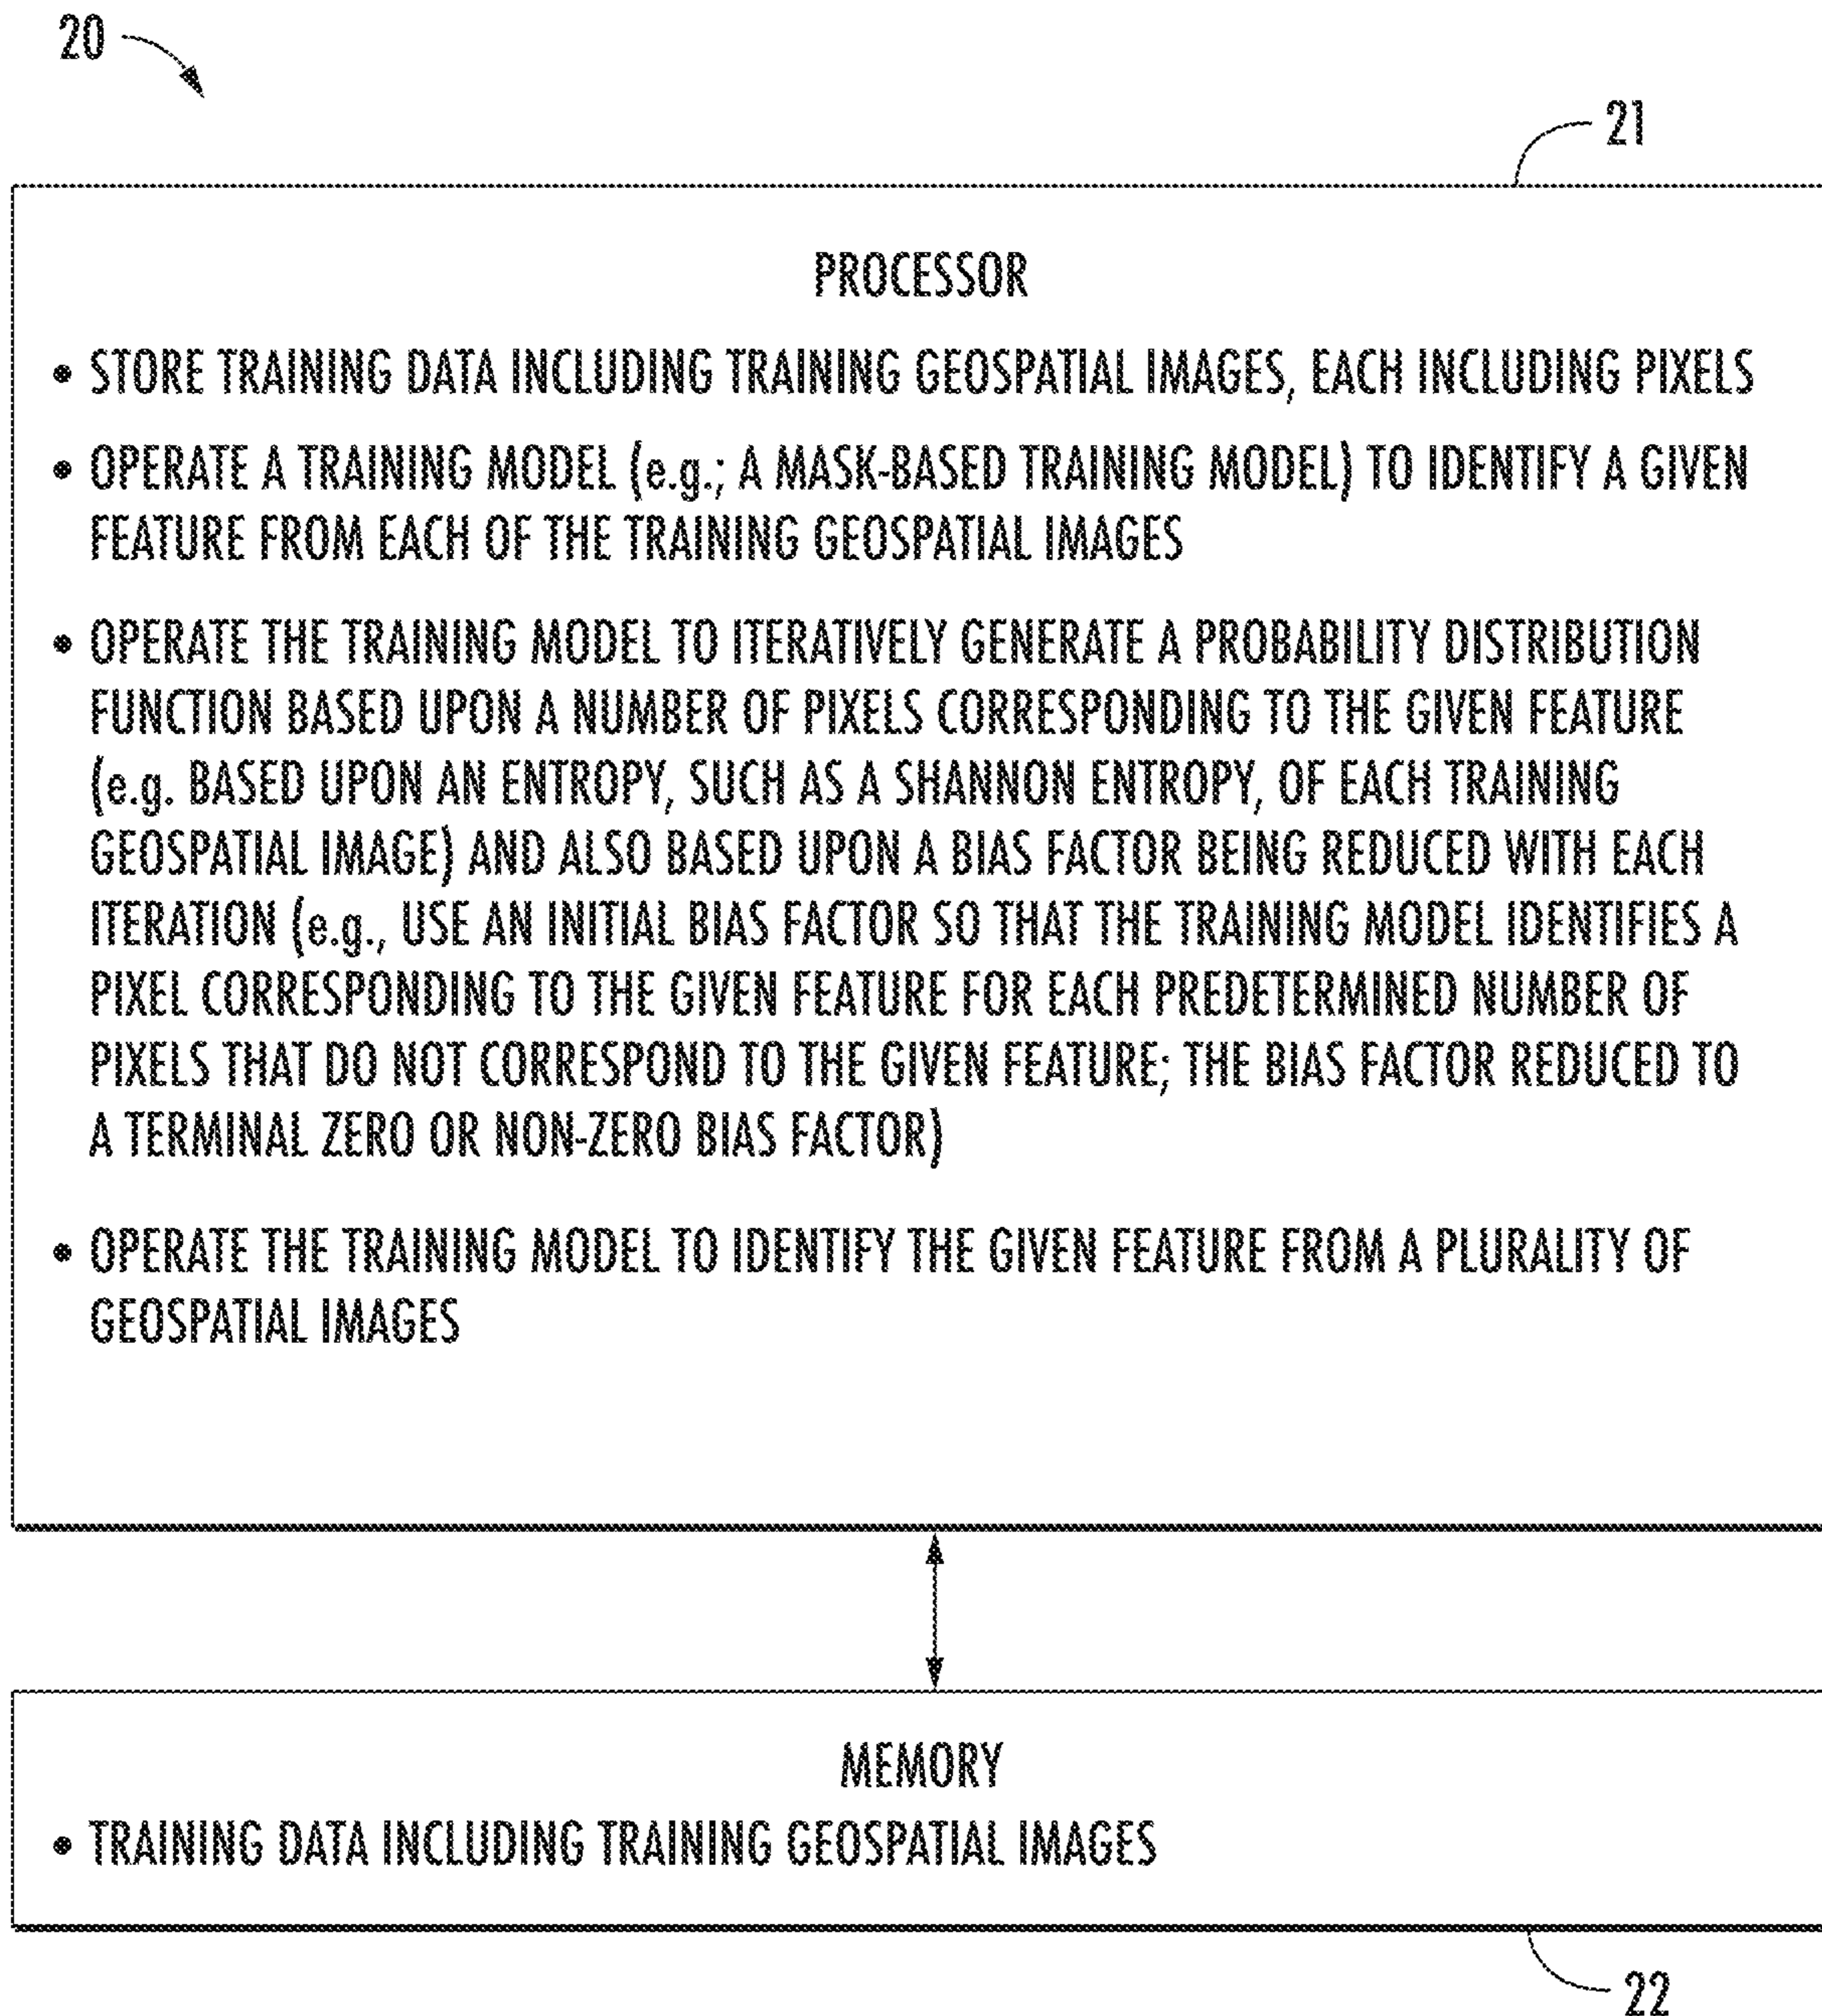 20
21
PROCESSOR
• STORE TRAINING DATA INCLUDING TRAINING GEOSPATIAL IMAGES, EACH INCLUDING PIXELS
• OPERATE A TRAINING MODEL (e.g.; A MASK-BASED TRAINING MODEL) TO IDENTIFY A GIVEN
FEATURE FROM EACH OF THE TRAINING GEOSPATIAL IMAGES
• OPERATE THE TRAINING MODEL TO ITERATIVELY GENERATE A PROBABILITY DISTRIBUTION
FUNCTION BASED UPON A NUMBER OF PIXELS CORRESPONDING TO THE GIVEN FEATURE
(e.g. BASED UPON AN ENTROPY, SUCH AS A SHANNON ENTROPY, OF EACH TRAINING
GEOSPATIAL IMAGE) AND ALSO BASED UPON A BIAS FACTOR BEING REDUCED WITH EACH
ITERATION (e.g., USE AN INITIAL BIAS FACTOR SO THAT THE TRAINING MODEL IDENTIFIES A
PIXEL CORRESPONDING TO THE GIVEN FEATURE FOR EACH PREDETERMINED NUMBER OF
PIXELS THAT DO NOT CORRESPOND TO THE GIVEN FEATURE; THE BIAS FACTOR REDUCED TO
A TERMINAL ZERO OR NON-ZERO BIAS FACTOR)
• OPERATE THE TRAINING MODEL TO IDENTIFY THE GIVEN FEATURE FROM A PLURALITY OF
GEOSPATIAL IMAGES
MEMORY
• TRAINING DATA INCLUDING TRAINING GEOSPATIAL IMAGES
22